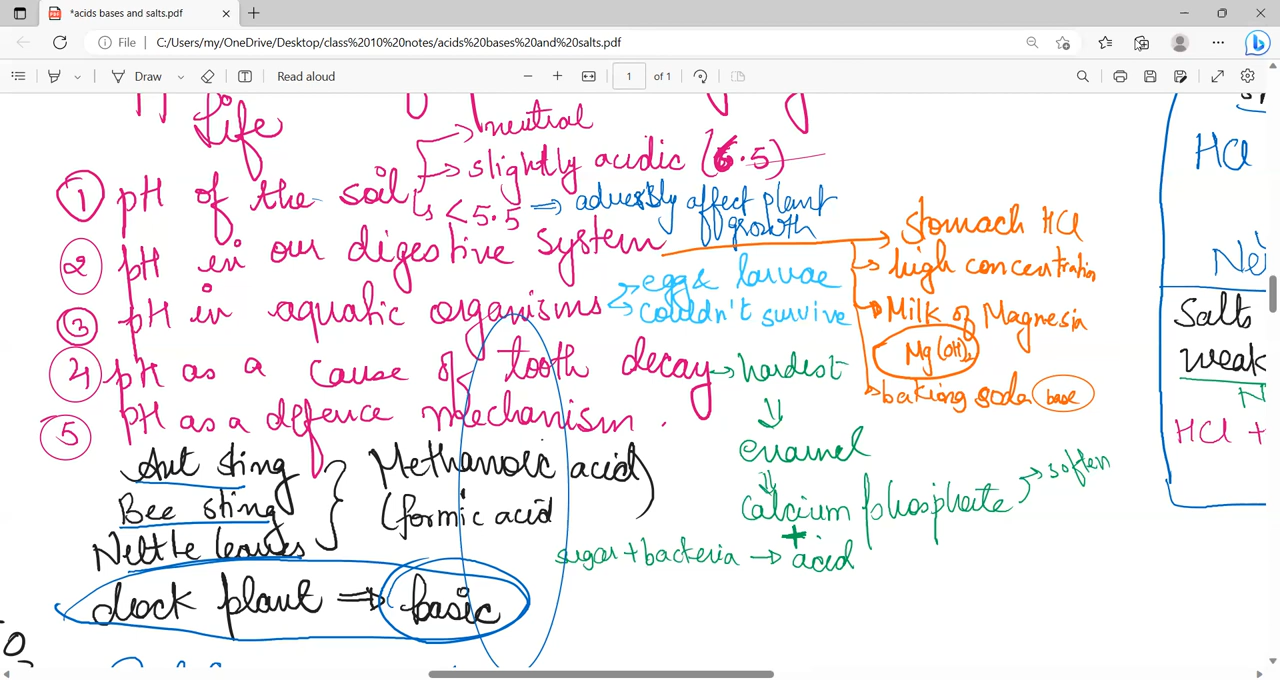 *acids bases and salts.pdf
File C:/Users/my/OneDrive/Desktop/class%2010%20notes/acids%20bases%20and%20salts.pdf
Draw Read aloud 1 of 1
Life
neutral
slightly acidic (6.5)
① pH of the soil
< 5.5 ⇒ adversbly affect plant
growth
② pH in our digestive system
stomach HCl
high concentration
Milk of Magnesia
Mg(OH)2
baking soda base
③ pH in aquatic organisms
egg & larvae
couldn't survive
4 pH as a cause of tooth decay → hardest
enamel
calcium phosphate → soften
+
sugar + bacteria → acid
5 pH as a deffence mechanism .
Ant sting
Bee sting
Nettle leaves
Methanoic acid)
(formic acid
dock plant ⇒ basic
HCl
Salts
weak
N
HCl +